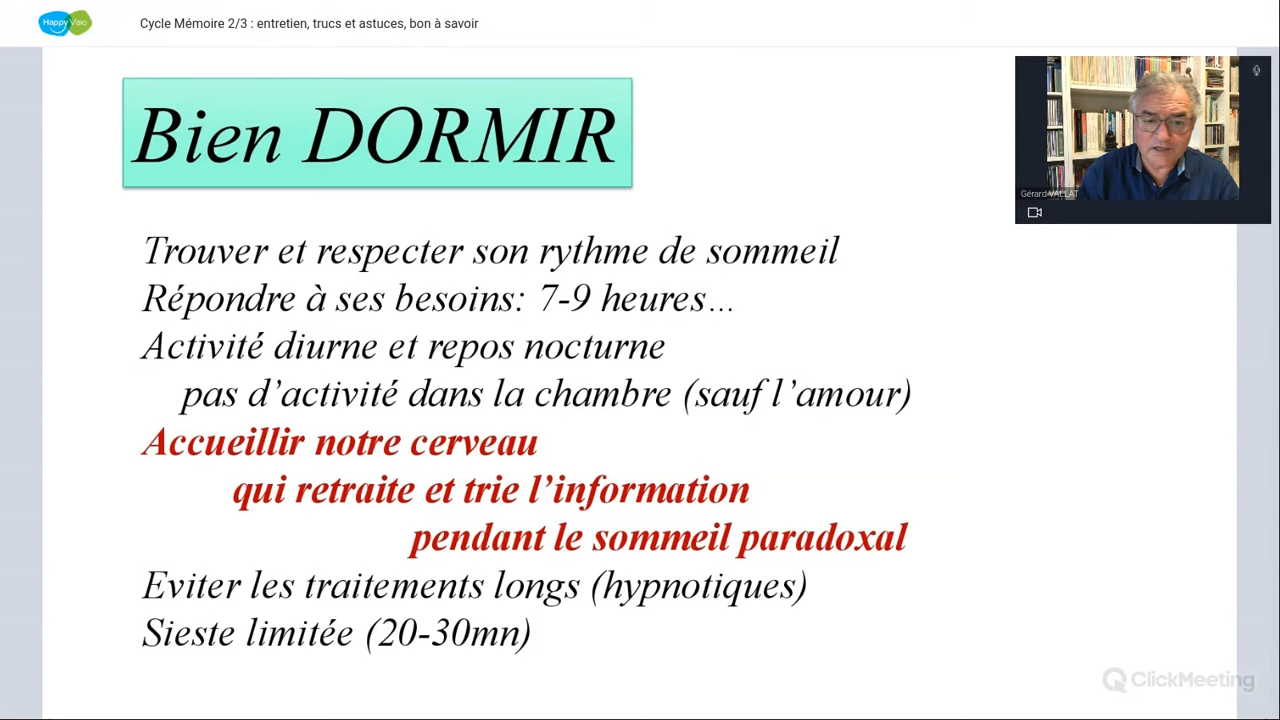 Happy Visio
Cycle Mémoire 2/3 : entretien, trucs et astuces, bon à savoir
Bien DORMIR
Gérard VALLAT
Trouver et respecter son rythme de sommeil
Répondre à ses besoins: 7-9 heures…
Activité diurne et repos nocturne
pas d’activité dans la chambre (sauf l’amour)
Accueillir notre cerveau
qui retraite et trie l’information
pendant le sommeil paradoxal
Eviter les traitements longs (hypnotiques)
Sieste limitée (20-30mn)
ClickMeeting